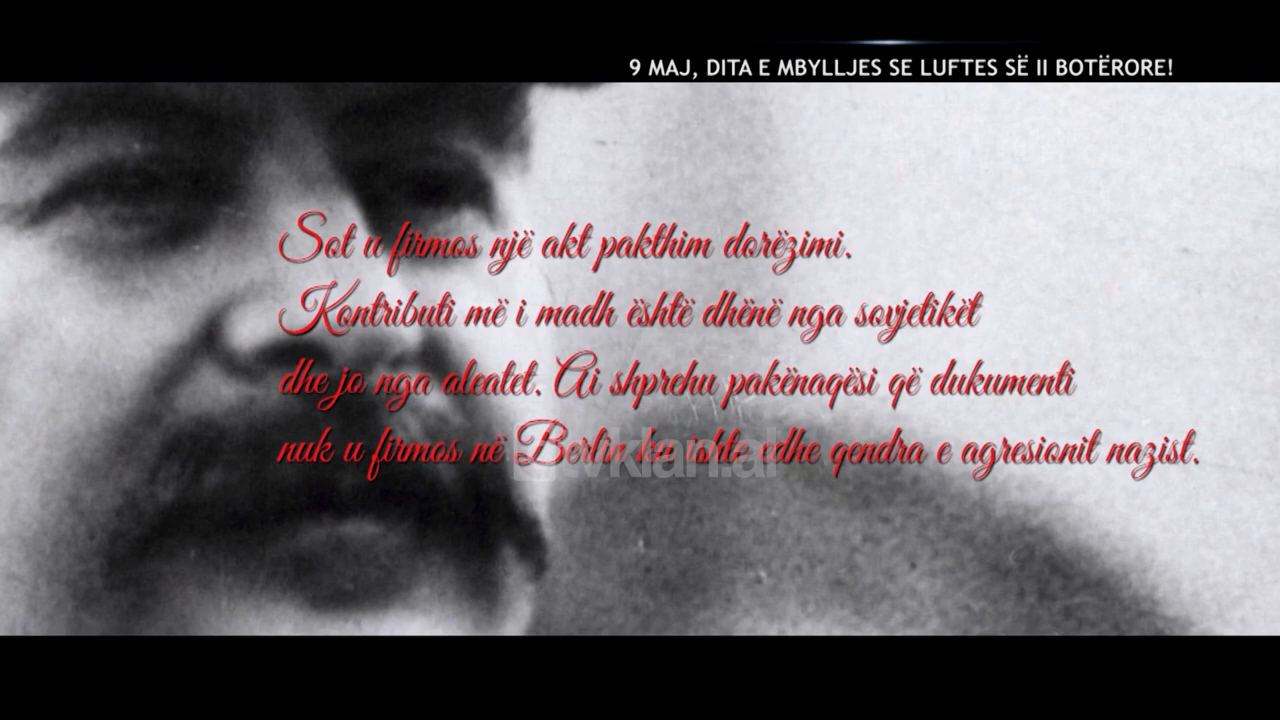 9 MAJ, DITA E MBYLLJES SE LUFTES SË II BOTËRORE!
Sot u firmos një akt pakthim dorëzimi.
Kontributi më i madh është dhënë nga sovjetikët
dhe jo nga aleatet. Ai shprehu pakënaqësi që dukumenti
nuk u firmos në Berlin ku ishte edhe qendra e agresionit nazist.
tvklan.al